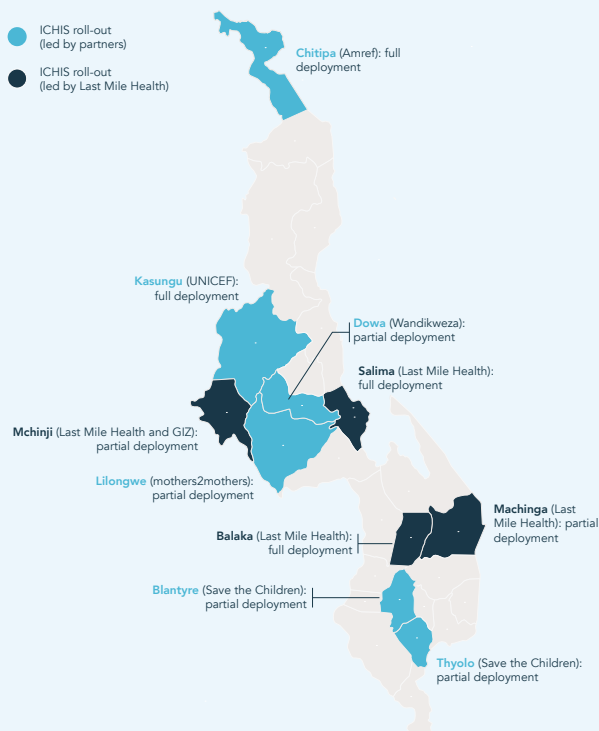 ICHIS roll-out
(led by partners)
ICHIS roll-out
(led by Last Mile Health)
Chitipa (Amref): full
deployment
Kasungu (UNICEF):
full deployment
Dowa (Wandikweza):
partial deployment
Salima (Last Mile Health):
full deployment
Mchinji (Last Mile Health and GIZ):
partial deployment
Lilongwe (mothers2mothers):
partial deployment
Machinga (Last
Mile Health): partial
deployment
Balaka (Last Mile Health):
full deployment
Blantyre (Save the Children):
partial deployment
Thyolo (Save the Children):
partial deployment